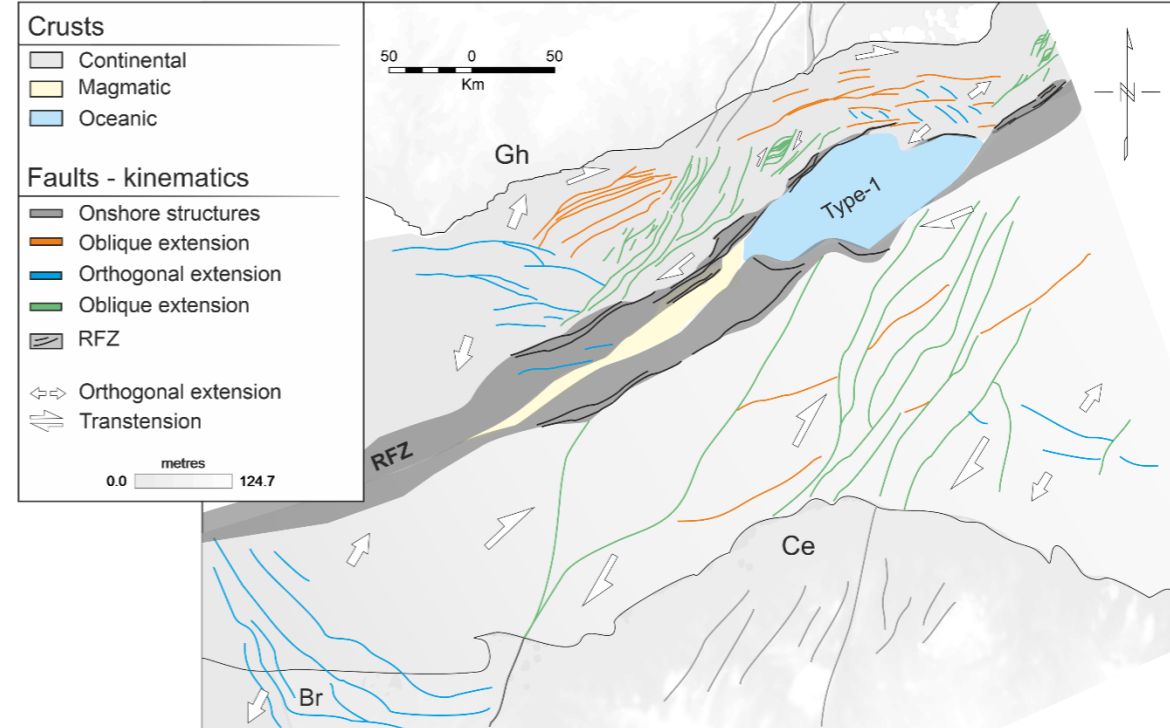 Crusts
Continental
Magmatic
Oceanic
Faults - kinematics
Onshore structures
Oblique extension
Orthogonal extension
Oblique extension
RFZ
Orthogonal extension
Transtension
metres
0.0 124.7
50 0 50
Km
N
Gh
Type-1
RFZ
Ce
Br